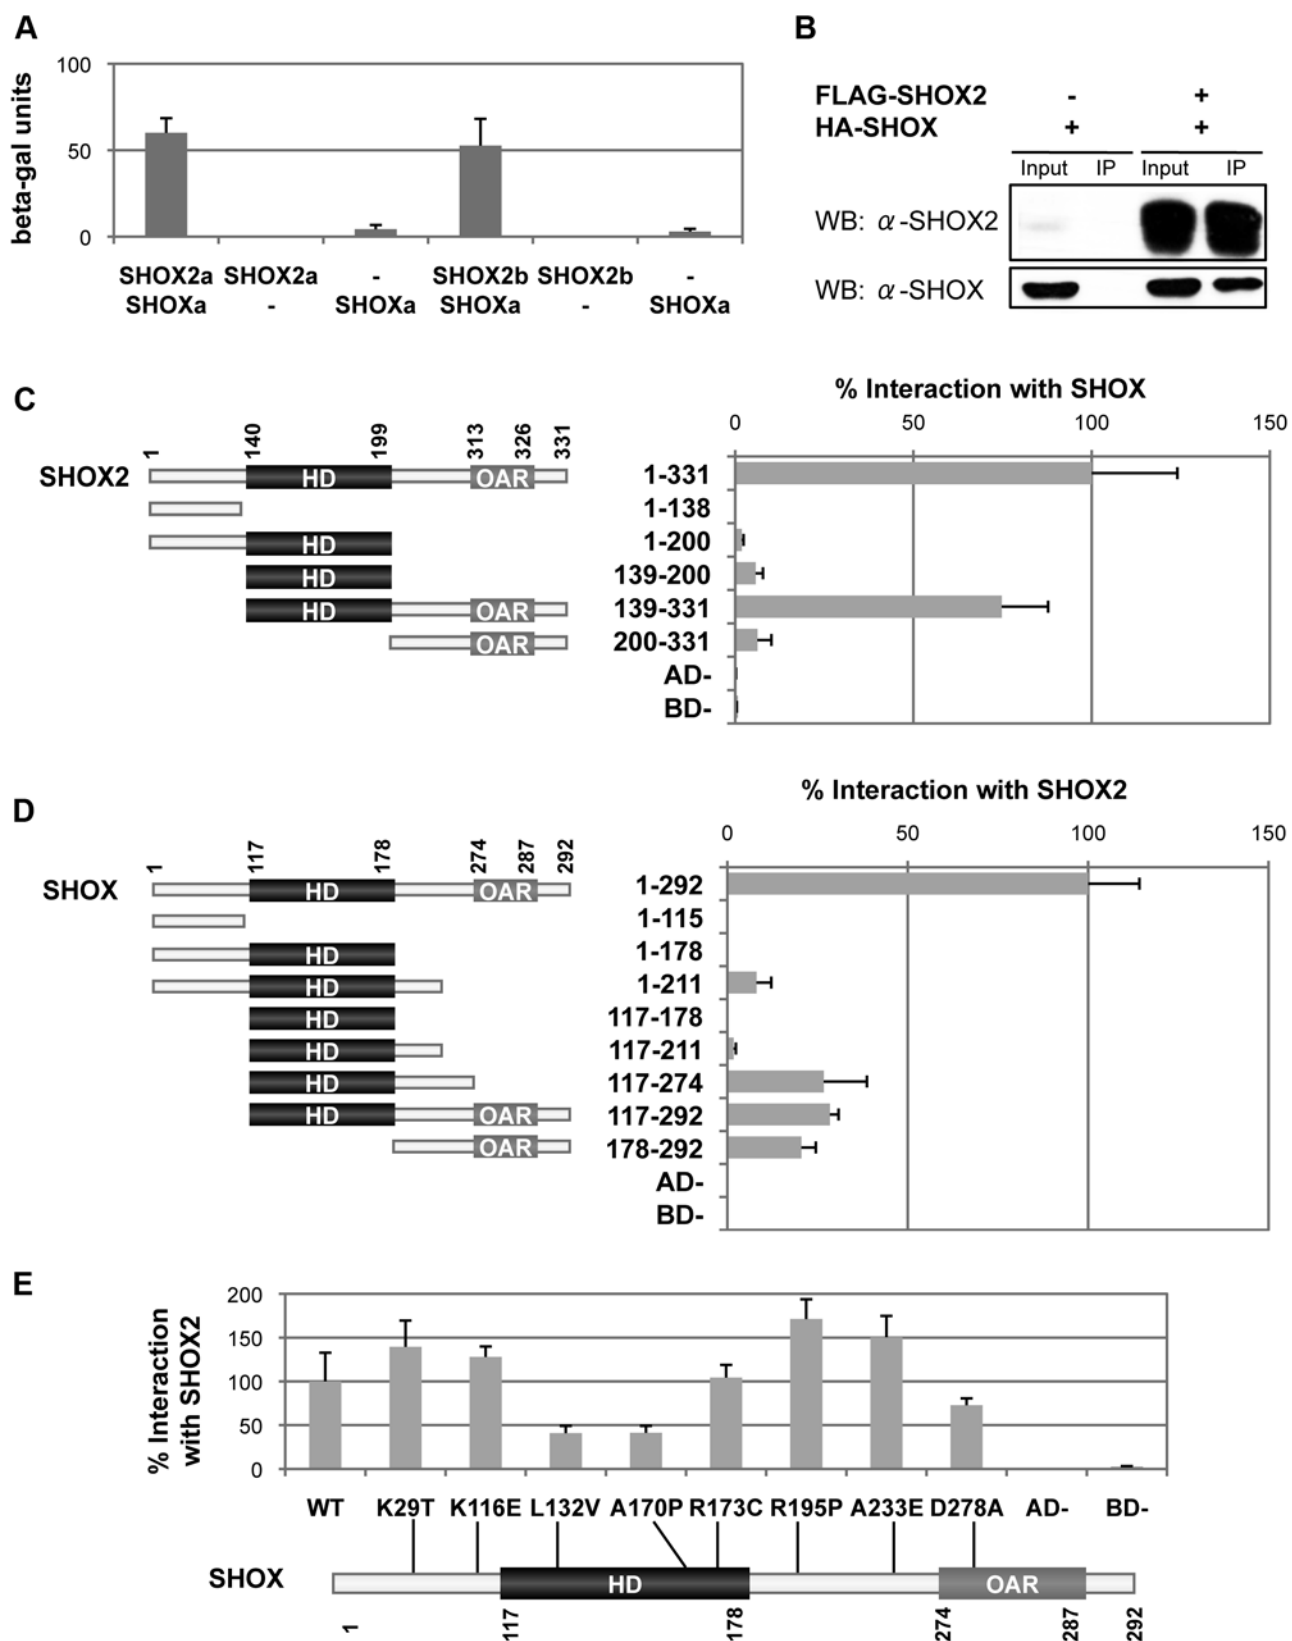 A
beta-gal units
100
50
0
SHOX2a SHOX2a - SHOX2b SHOX2b -
SHOXa - SHOXa SHOXa - SHOXa
B
FLAG-SHOX2 - +
HA-SHOX + +
Input IP Input IP
WB: α-SHOX2
WB: α-SHOX
C
% Interaction with SHOX
0 50 100 150
1 140 199 313 326 331
SHOX2 HD OAR 1-331
1-138
HD 1-200
HD 139-200
HD OAR 139-331
OAR 200-331
AD-
BD-
D
% Interaction with SHOX2
0 50 100 150
1 117 178 274 287 292
SHOX HD OAR 1-292
1-115
HD 1-178
HD 1-211
HD 117-178
HD 117-211
HD 117-274
HD OAR 117-292
OAR 178-292
AD-
BD-
E
% Interaction
with SHOX2
200
150
100
50
0
WT K29T K116E L132V A170P R173C R195P A233E D278A AD- BD-
SHOX HD OAR
1 117 178 274 287 292